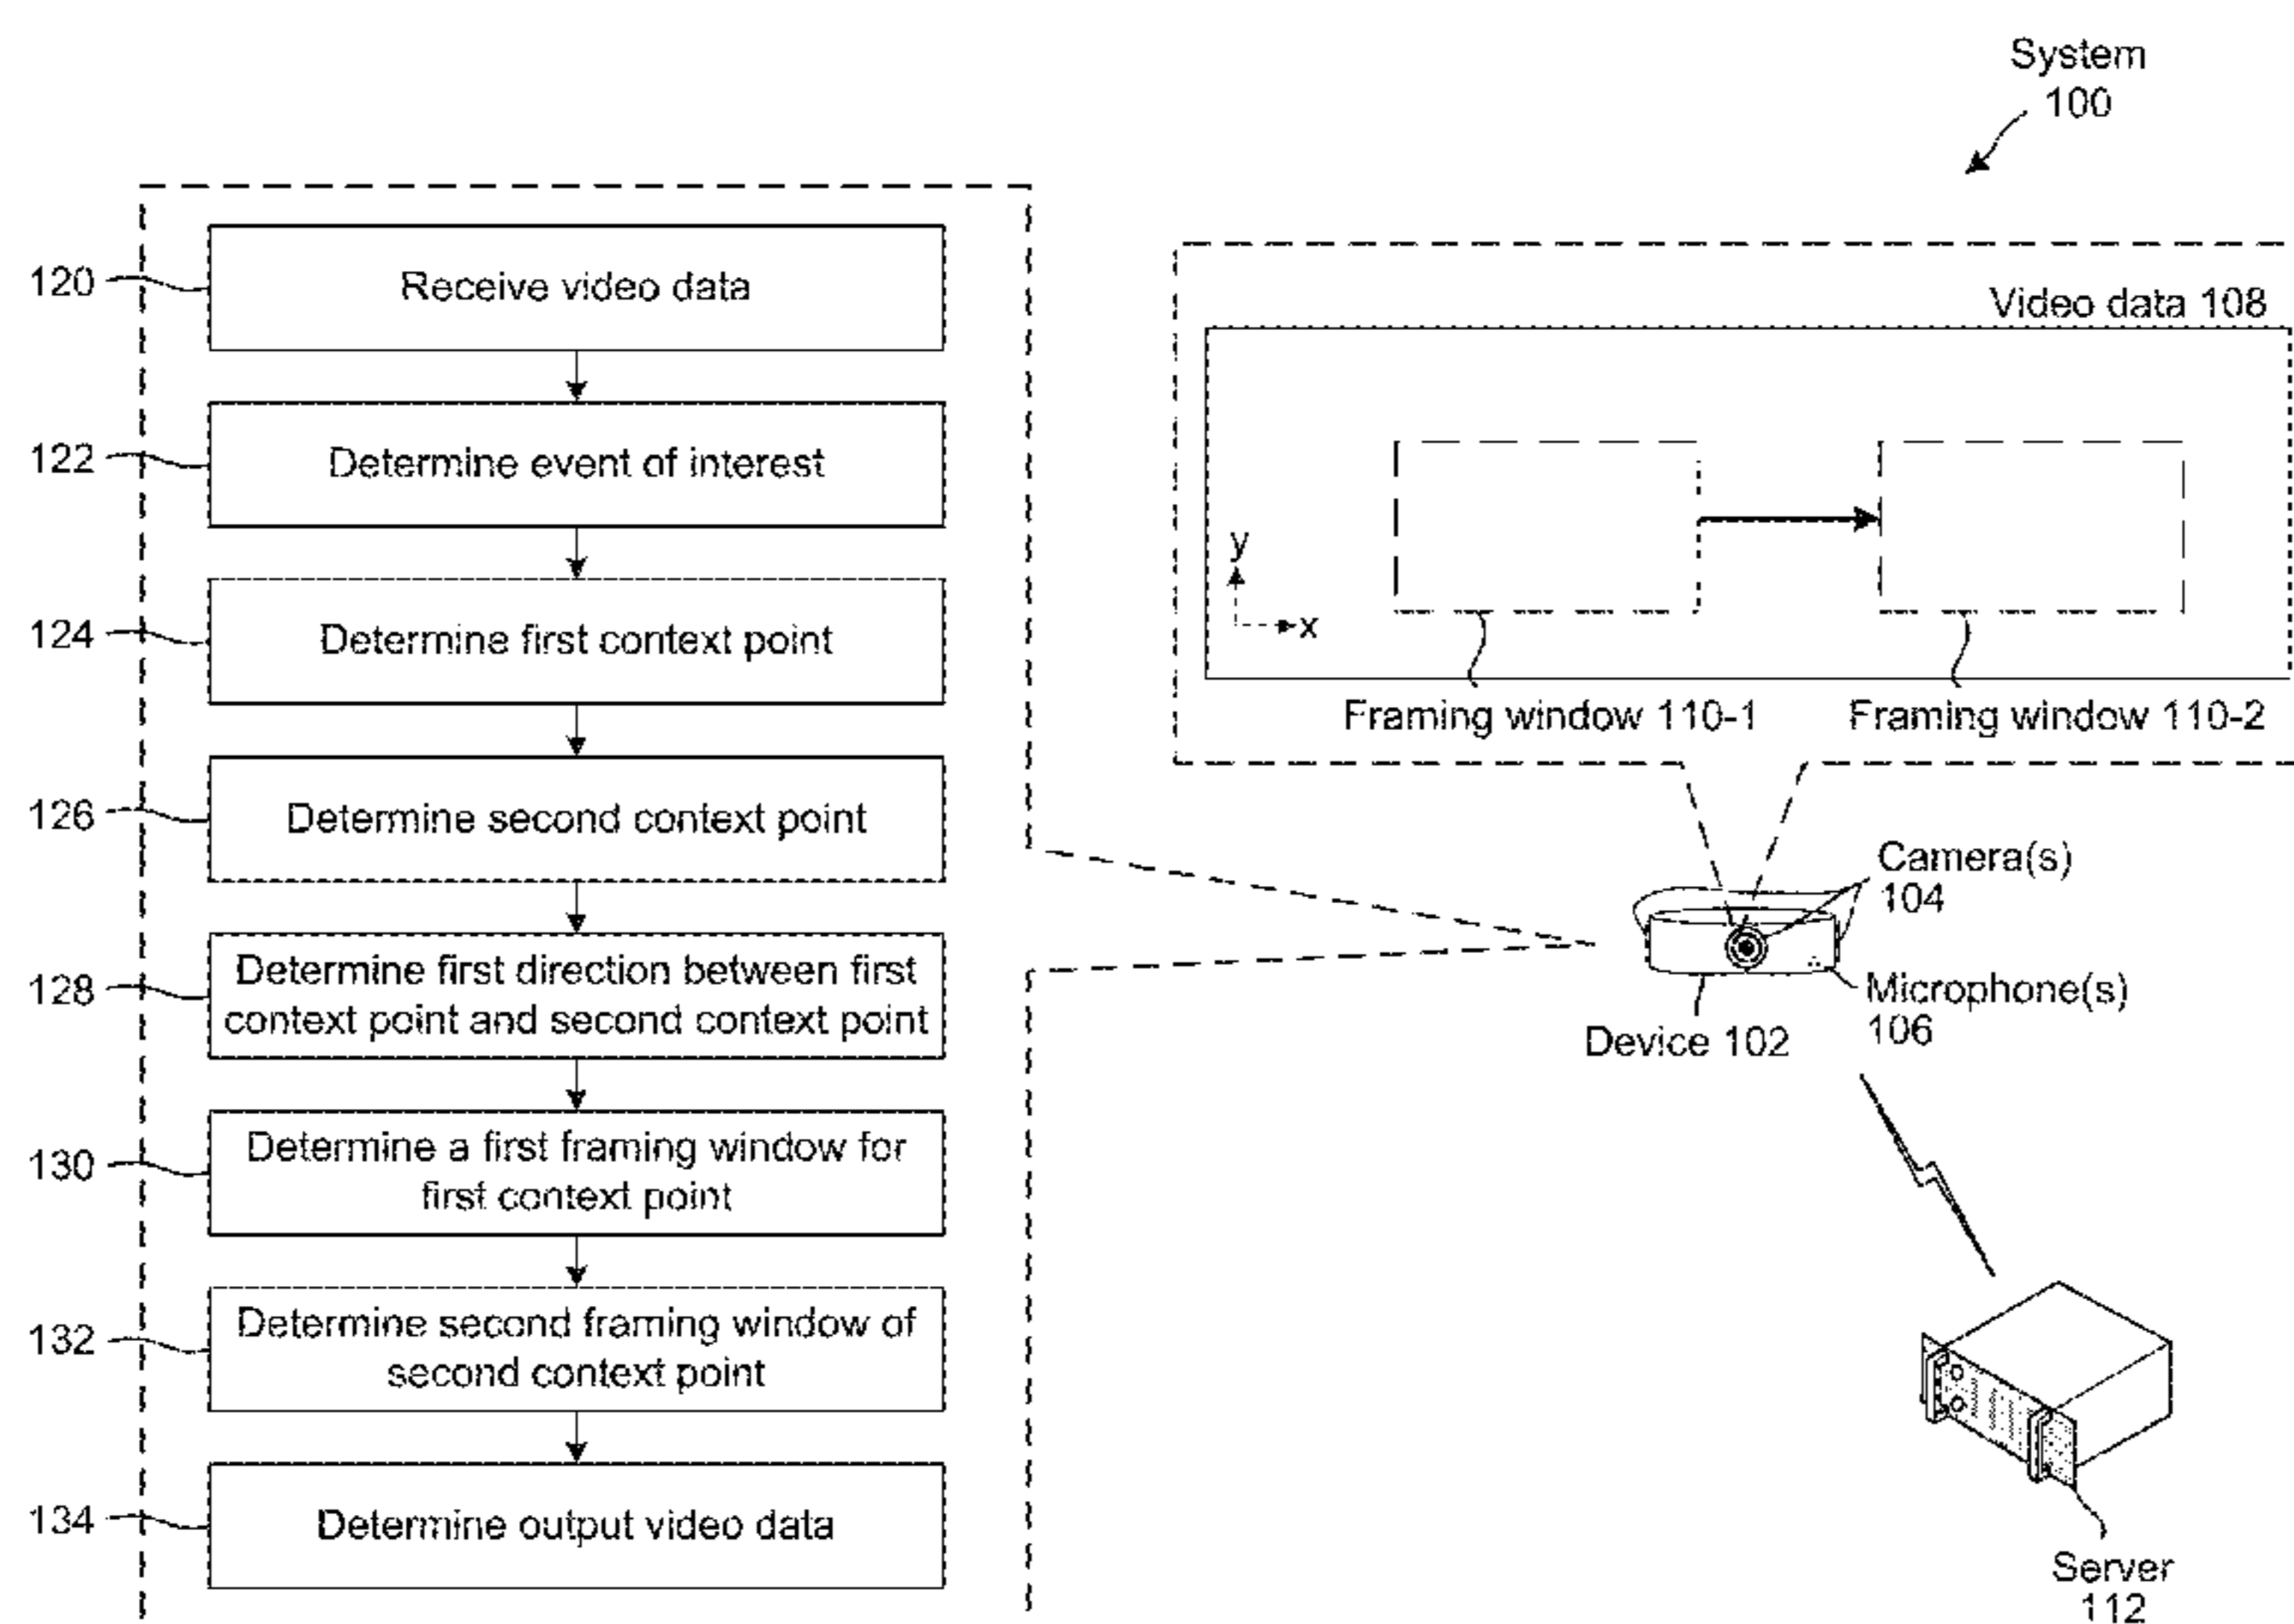 System
100
120
Receive video data
122
Determine event of interest
124
Determine first context point
126
Determine second context point
128
Determine first direction between first
context point and second context point
130
Determine a first framing window for
first context point
132
Determine second framing window of
second context point
134
Determine output video data
Video data 108
y
x
Framing window 110-1
Framing window 110-2
Camera(s)
104
Microphone(s)
106
Device 102
Server
112